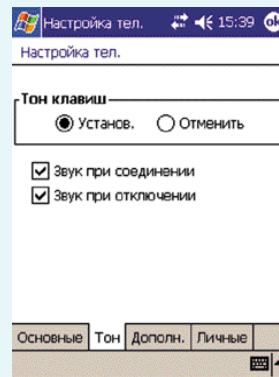 Настройка тел. 15:39 ok
Настройка тел.
Тон клавиш
Установ. Отменить
Звук при соединении
Звук при отключении
Основные Тон Дополн. Личные